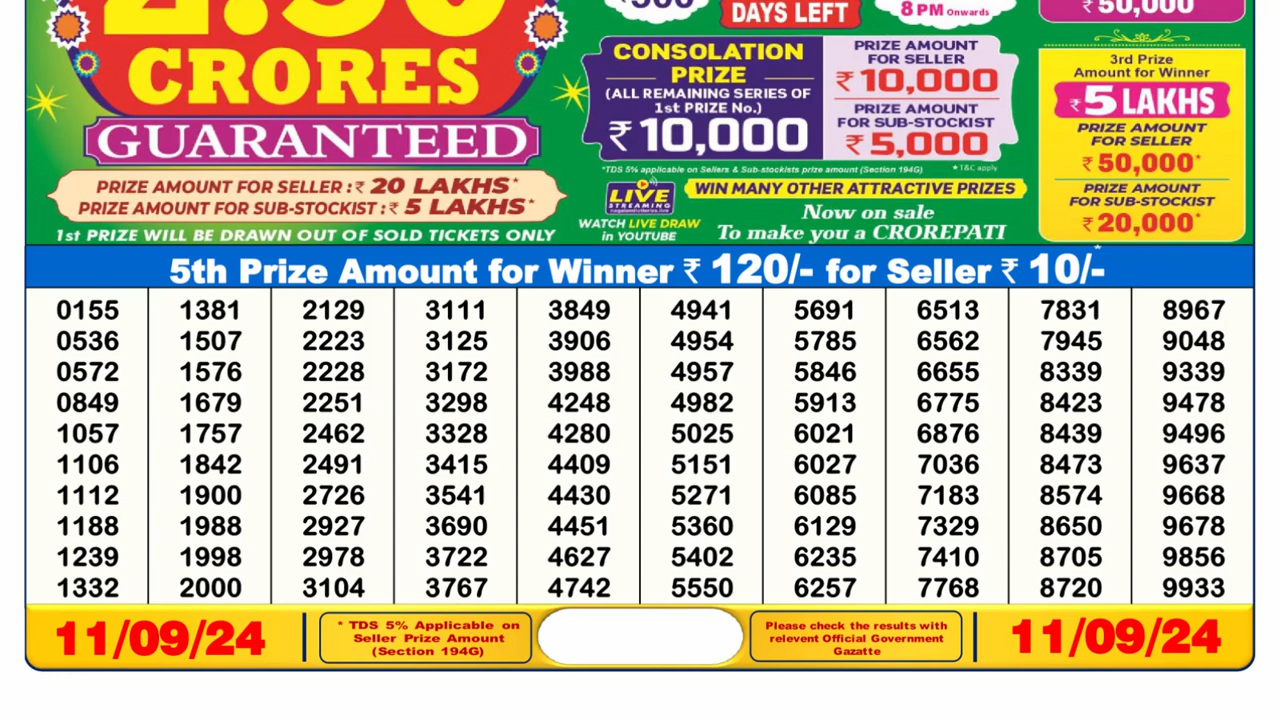 2.50
CRORES
GUARANTEED
PRIZE AMOUNT FOR SELLER : ₹ 20 LAKHS*
PRIZE AMOUNT FOR SUB-STOCKIST : ₹ 5 LAKHS*
1st PRIZE WILL BE DRAWN OUT OF SOLD TICKETS ONLY
DAYS LEFT
8 PM Onwards
₹ 50,000
CONSOLATION
PRIZE
(ALL REMAINING SERIES OF
1st PRIZE No.)
₹ 10,000
PRIZE AMOUNT
FOR SELLER
₹ 10,000
PRIZE AMOUNT
FOR SUB-STOCKIST
₹ 5,000
*TDS 5% applicable on Sellers & Sub-stockists prize amount (Section 194G)
*T&C apply
LIVE
STREAMING
WATCH LIVE DRAW
in YOUTUBE
WIN MANY OTHER ATTRACTIVE PRIZES
Now on sale
To make you a CROREPATI
3rd Prize
Amount for Winner
₹ 5 LAKHS
PRIZE AMOUNT
FOR SELLER
₹ 50,000*
PRIZE AMOUNT
FOR SUB-STOCKIST
₹ 20,000*
5th Prize Amount for Winner ₹ 120/- for Seller ₹ 10/-*
0155 1381 2129 3111 3849 4941 5691 6513 7831 8967
0536 1507 2223 3125 3906 4954 5785 6562 7945 9048
0572 1576 2228 3172 3988 4957 5846 6655 8339 9339
0849 1679 2251 3298 4248 4982 5913 6775 8423 9478
1057 1757 2462 3328 4280 5025 6021 6876 8439 9496
1106 1842 2491 3415 4409 5151 6027 7036 8473 9637
1112 1900 2726 3541 4430 5271 6085 7183 8574 9668
1188 1988 2927 3690 4451 5360 6129 7329 8650 9678
1239 1998 2978 3722 4627 5402 6235 7410 8705 9856
1332 2000 3104 3767 4742 5550 6257 7768 8720 9933
11/09/24
* TDS 5% Applicable on
Seller Prize Amount
(Section 194G)
Please check the results with
relevent Official Government
Gazatte
11/09/24